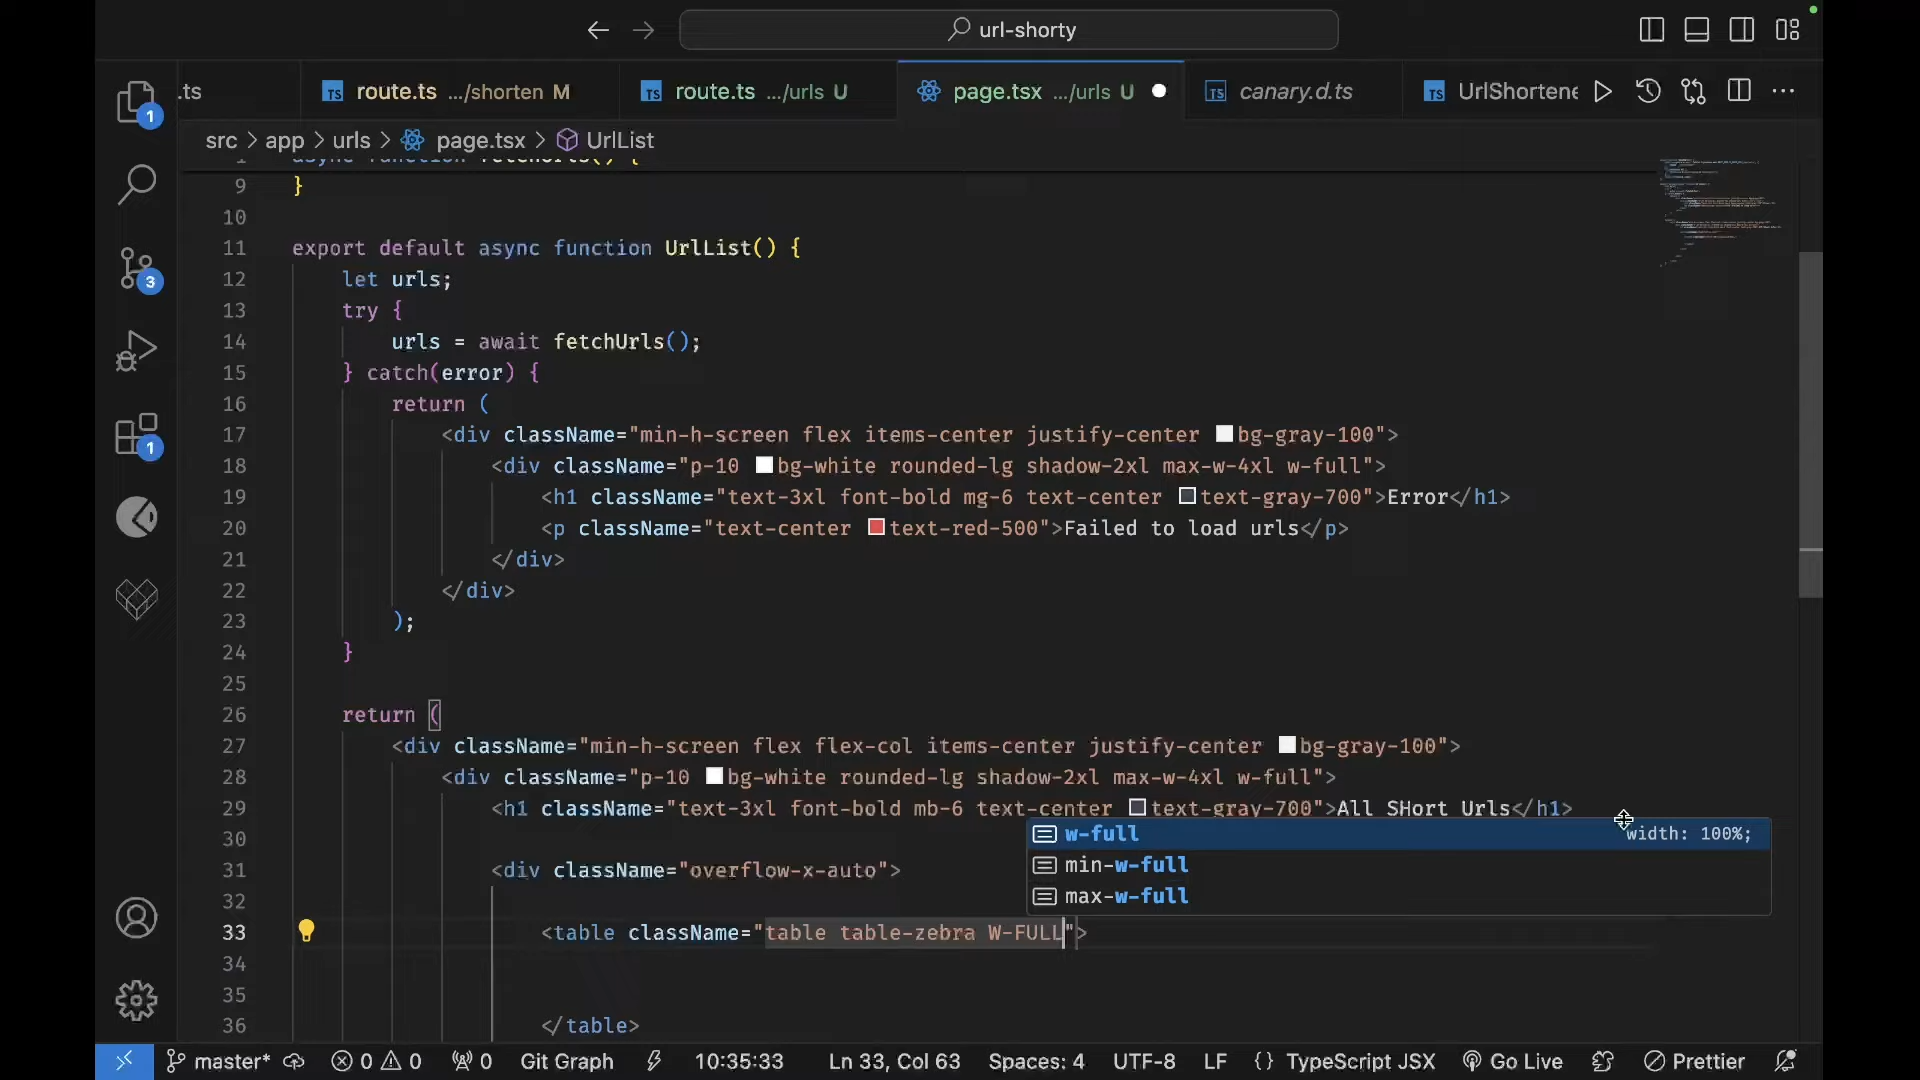 url-shorty
.ts
route.ts .../shorten M
route.ts .../urls U
page.tsx .../urls U
canary.d.ts
UrlShortene
src > app > urls > page.tsx > UrlList
9 }
10
11 export default async function UrlList() {
12 let urls;
13 try {
14 urls = await fetchUrls();
15 } catch(error) {
16 return (
17 <div className="min-h-screen flex items-center justify-center bg-gray-100">
18 <div className="p-10 bg-white rounded-lg shadow-2xl max-w-4xl w-full">
19 <h1 className="text-3xl font-bold mg-6 text-center text-gray-700">Error</h1>
20 <p className="text-center text-red-500">Failed to load urls</p>
21 </div>
22 </div>
23 );
24 }
25
26 return (
27 <div className="min-h-screen flex flex-col items-center justify-center bg-gray-100">
28 <div className="p-10 bg-white rounded-lg shadow-2xl max-w-4xl w-full">
29 <h1 className="text-3xl font-bold mb-6 text-center text-gray-700">All SHort Urls</h1>
30
w-full width: 100%;
min-w-full
31 <div className="overflow-x-auto">
max-w-full
32
33 <table className="table table-zebra W-FULL">
34
35
36 </table>
1
3
1
master* 0 0 0 Git Graph 10:35:33 Ln 33, Col 63 Spaces: 4 UTF-8 LF {} TypeScript JSX Go Live Prettier